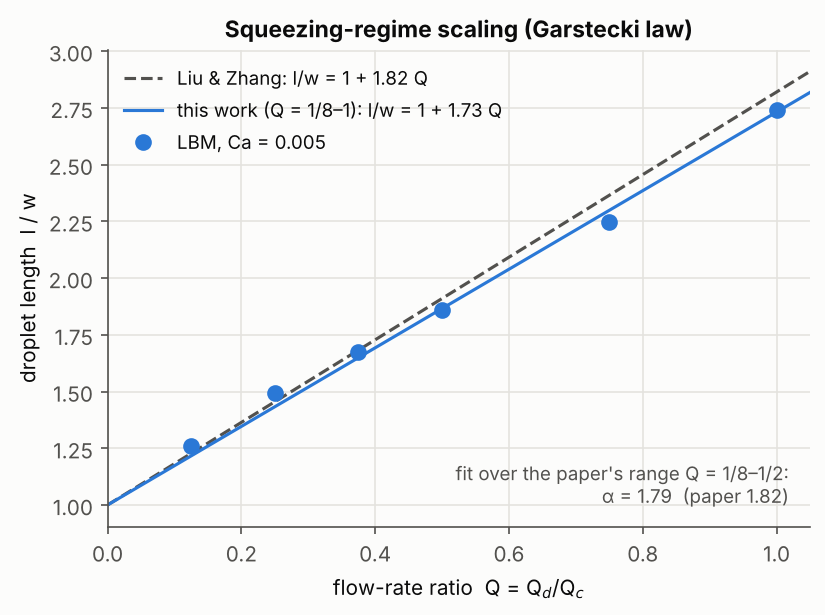 Squeezing-regime scaling (Garstecki law)
3.00
2.75
2.50
2.25
2.00
1.75
1.50
1.25
1.00
droplet length l / w
Liu & Zhang: l/w = 1 + 1.82 Q
this work (Q = 1/8–1): l/w = 1 + 1.73 Q
LBM, Ca = 0.005
fit over the paper's range Q = 1/8–1/2:
α = 1.79 (paper 1.82)
0.0 0.2 0.4 0.6 0.8 1.0
flow-rate ratio Q = Q_d/Q_c